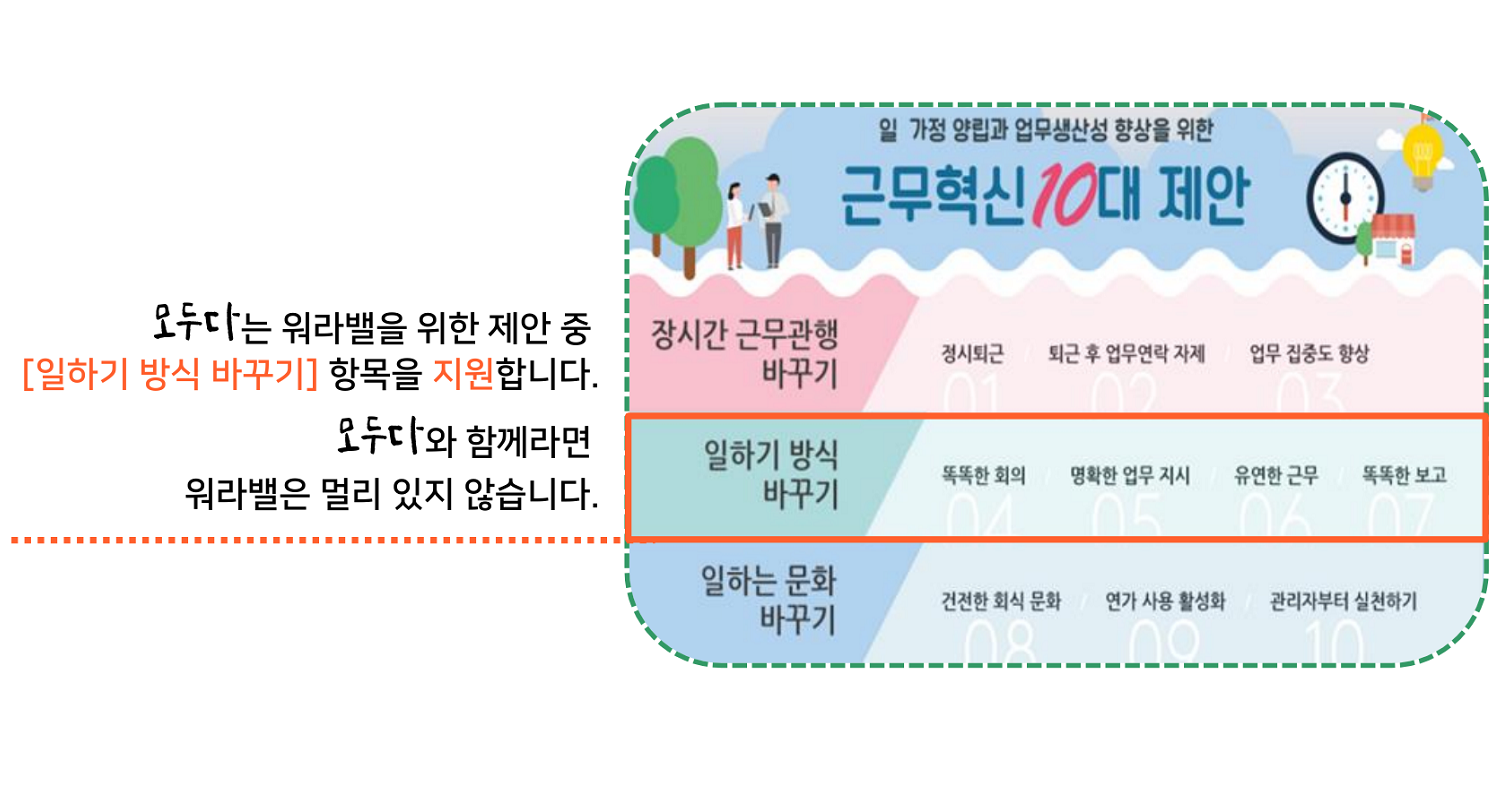 모두다는 워라밸을 위한 제안 중
[일하기 방식 바꾸기] 항목을 지원합니다.
모두다와 함께라면
워라밸은 멀리 있지 않습니다.
일 가정 양립과 업무생산성 향상을 위한
근무혁신 10대 제안
장시간 근무관행
바꾸기
정시퇴근 / 퇴근 후 업무연락 자제 / 업무 집중도 향상
01 02 03
일하기 방식
바꾸기
똑똑한 회의 / 명확한 업무 지시 / 유연한 근무 / 똑똑한 보고
04 05 06 07
일하는 문화
바꾸기
건전한 회식 문화 / 연가 사용 활성화 / 관리자부터 실천하기
08 09 10